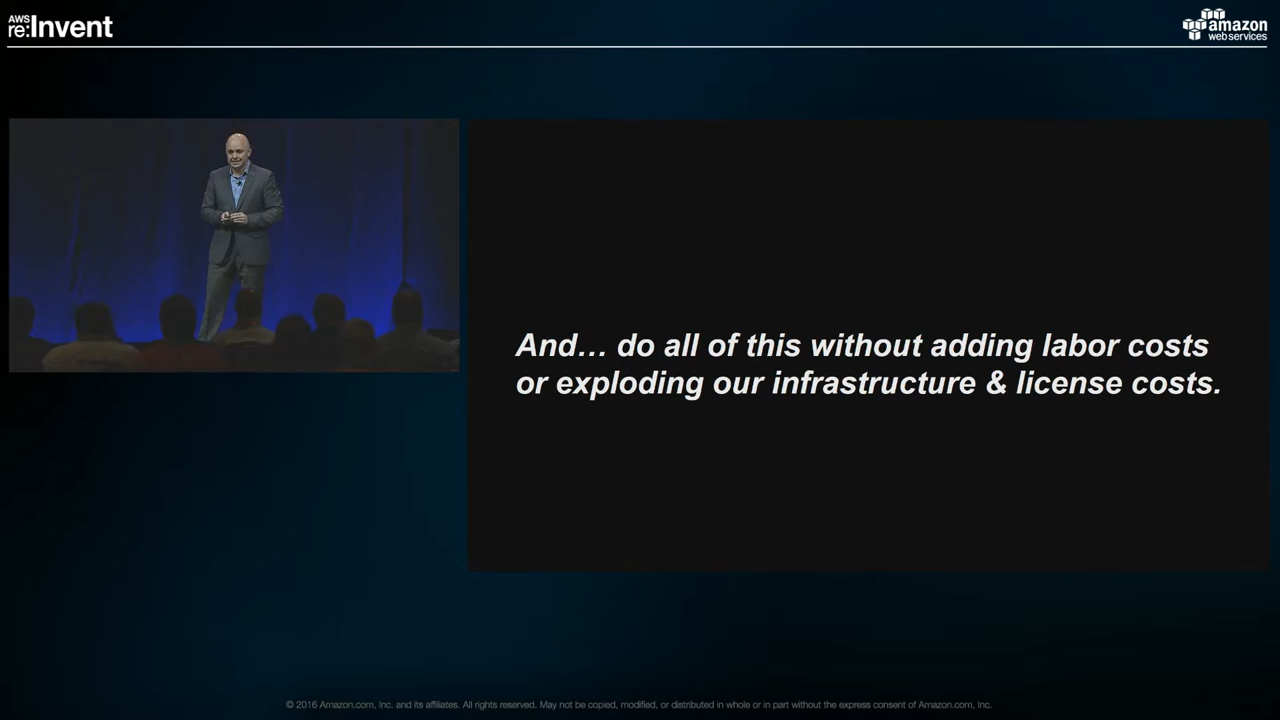 AWS
re:Invent
amazon
webservices
And… do all of this without adding labor costs
or exploding our infrastructure & license costs.
© 2016 Amazon.com, Inc. and its affiliates. All rights reserved. May not be copied, modified, or distributed in whole or in part without the express consent of Amazon.com, Inc.